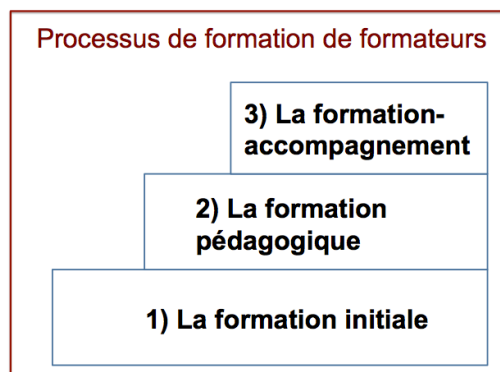 Processus de formation de formateurs
3) La formation-
accompagnement
2) La formation
pédagogique
1) La formation initiale